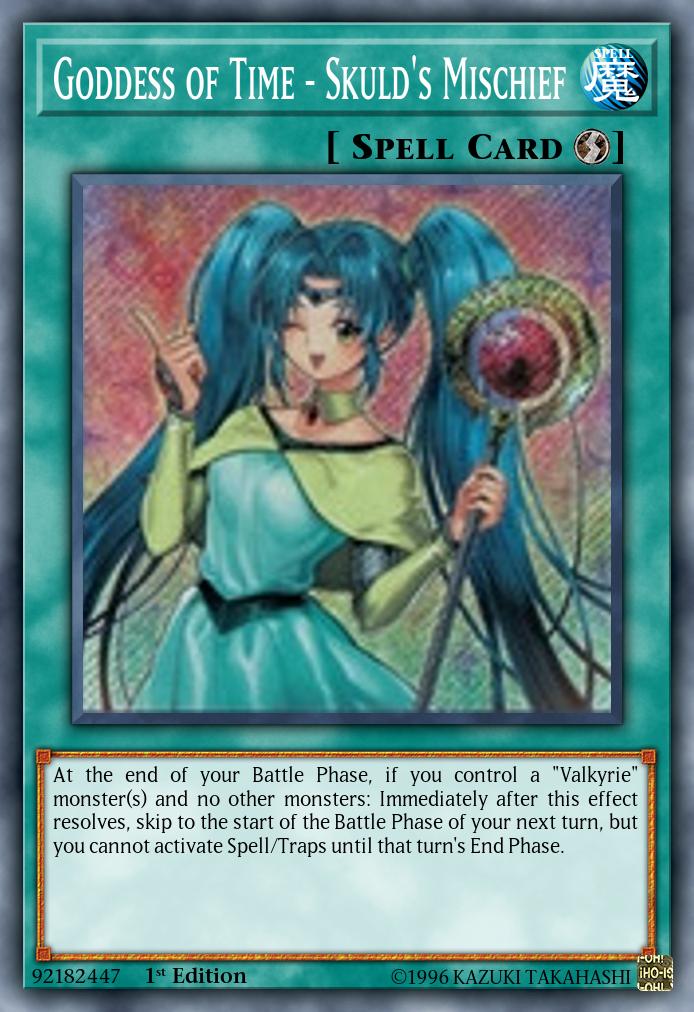 GODDESS OF TIME - SKULD'S MISCHIEF
SPELL
魔
[ SPELL CARD ]
At the end of your Battle Phase, if you control a "Valkyrie"
monster(s) and no other monsters: Immediately after this effect
resolves, skip to the start of the Battle Phase of your next turn, but
you cannot activate Spell/Traps until that turn's End Phase.
92182447 1st Edition ©1996 KAZUKI TAKAHASHI